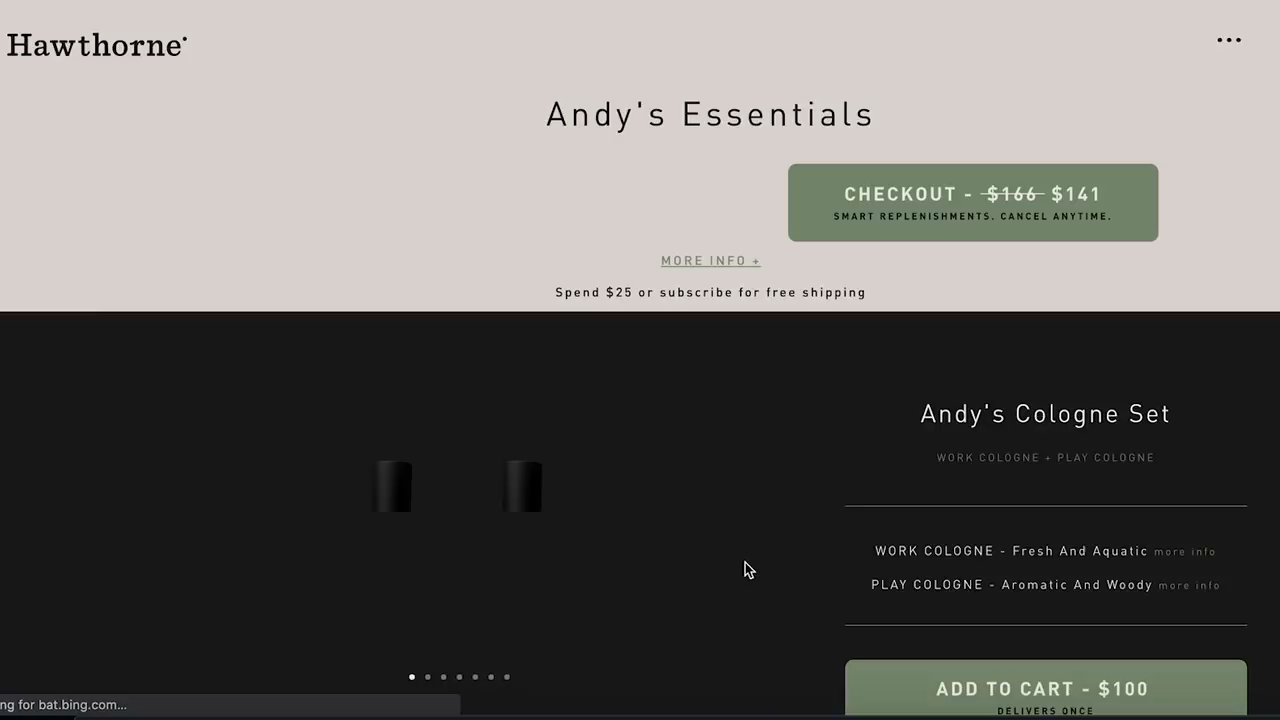 Hawthorne
Andy's Essentials
CHECKOUT - $166 $141
SMART REPLENISHMENTS. CANCEL ANYTIME.
MORE INFO +
Spend $25 or subscribe for free shipping
Andy's Cologne Set
WORK COLOGNE + PLAY COLOGNE
WORK COLOGNE - Fresh And Aquatic more info
PLAY COLOGNE - Aromatic And Woody more info
ADD TO CART - $100
DELIVERS ONCE
ng for bat.bing.com...